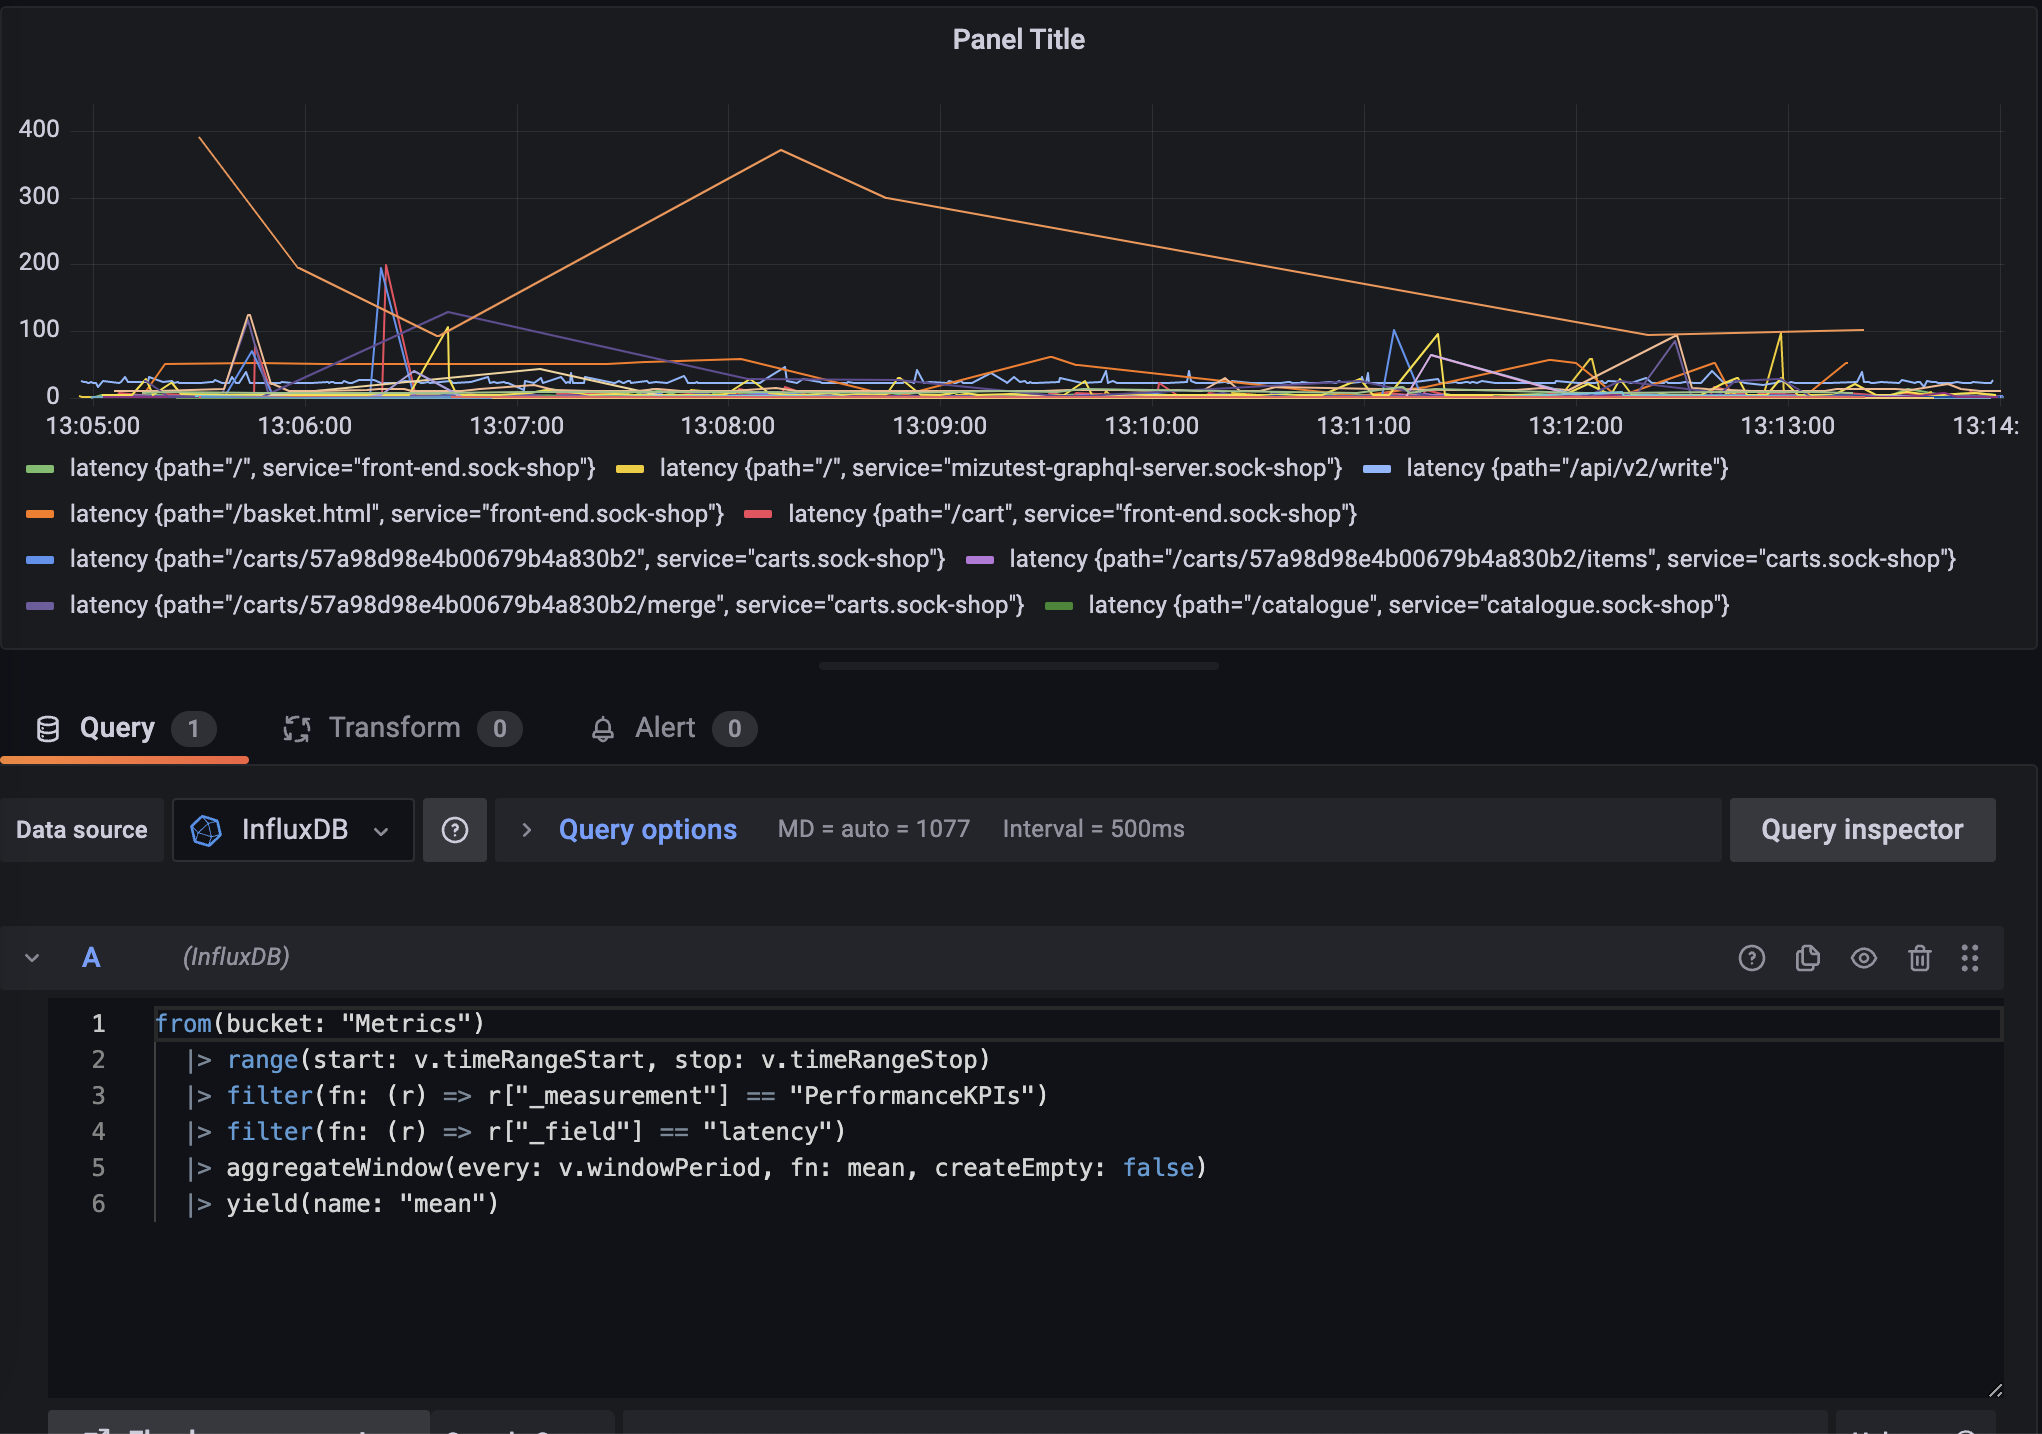 Panel Title
400
300
200
100
0
13:05:00 13:06:00 13:07:00 13:08:00 13:09:00 13:10:00 13:11:00 13:12:00 13:13:00 13:14:
latency {path="/", service="front-end.sock-shop"} latency {path="/", service="mizutest-graphql-server.sock-shop"} latency {path="/api/v2/write"}
latency {path="/basket.html", service="front-end.sock-shop"} latency {path="/cart", service="front-end.sock-shop"}
latency {path="/carts/57a98d98e4b00679b4a830b2", service="carts.sock-shop"} latency {path="/carts/57a98d98e4b00679b4a830b2/items", service="carts.sock-shop"}
latency {path="/carts/57a98d98e4b00679b4a830b2/merge", service="carts.sock-shop"} latency {path="/catalogue", service="catalogue.sock-shop"}
Query 1 Transform 0 Alert 0
Data source InfluxDB Query options MD = auto = 1077 Interval = 500ms Query inspector
A (InfluxDB)
1 from(bucket: "Metrics")
2 |> range(start: v.timeRangeStart, stop: v.timeRangeStop)
3 |> filter(fn: (r) => r["_measurement"] == "PerformanceKPIs")
4 |> filter(fn: (r) => r["_field"] == "latency")
5 |> aggregateWindow(every: v.windowPeriod, fn: mean, createEmpty: false)
6 |> yield(name: "mean")